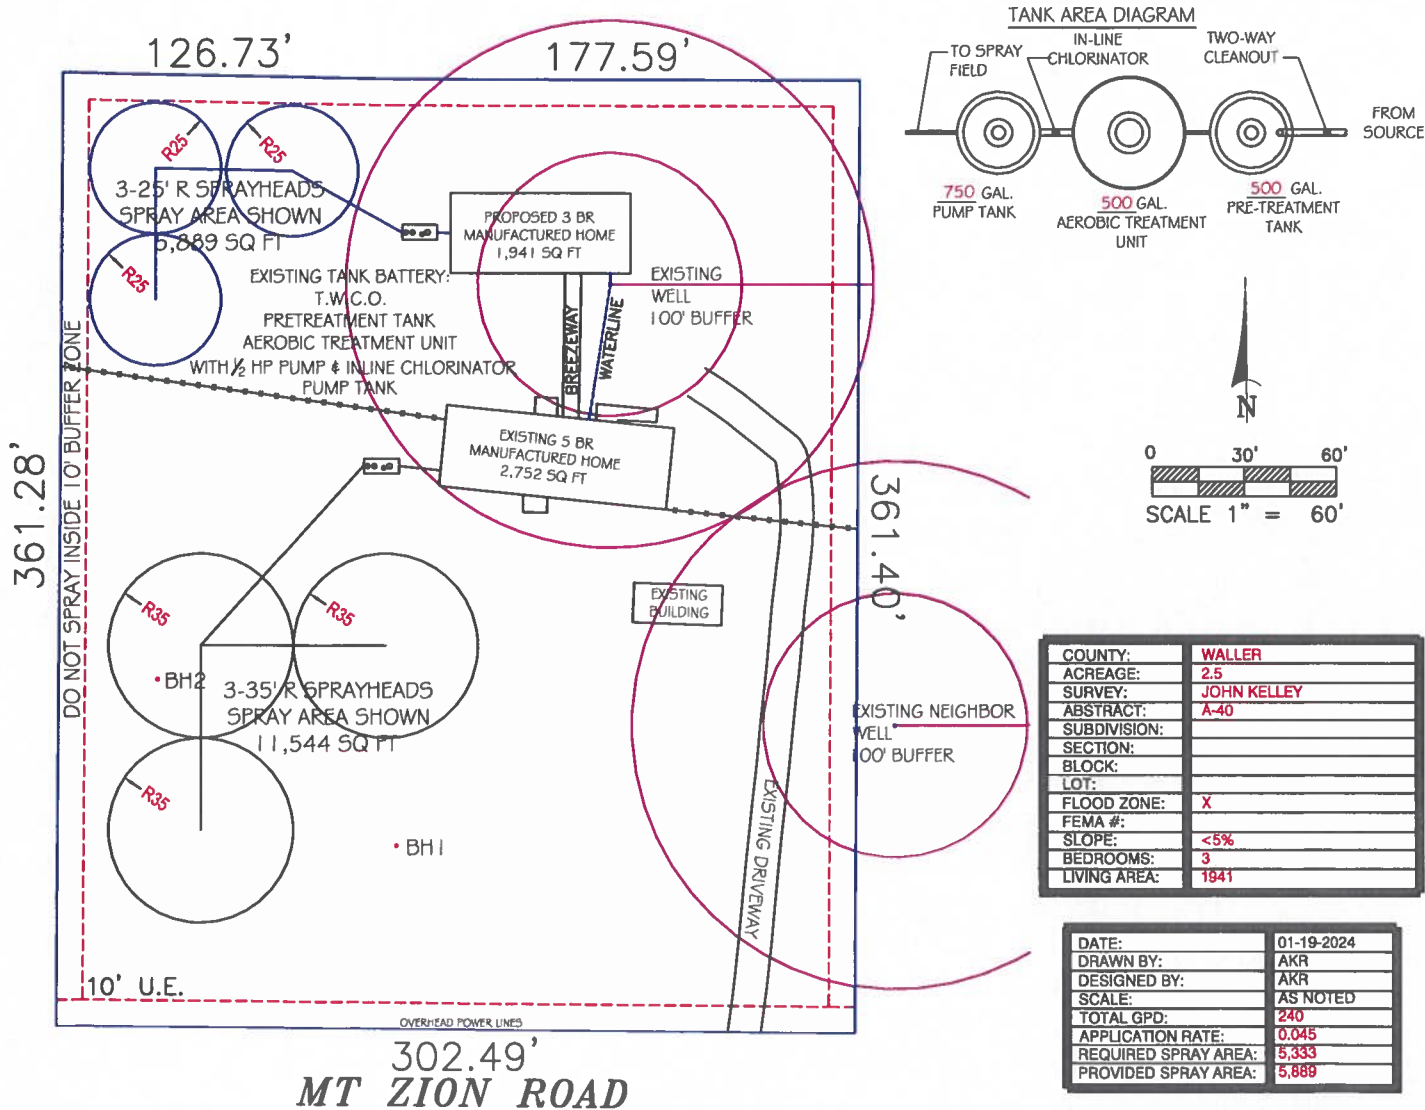 126.73'
177.59'
TANK AREA DIAGRAM
TO SPRAY
FIELD
IN-LINE
CHLORINATOR
TWO-WAY
CLEANOUT
FROM
SOURCE
750 GAL.
PUMP TANK
500 GAL.
AEROBIC TREATMENT
UNIT
500 GAL.
PRE-TREATMENT
TANK
R25
R25
3-25' R SPRAYHEADS
SPRAY AREA SHOWN
5,889 SQ FT
R25
PROPOSED 3 BR
MANUFACTURED HOME
1,941 SQ FT
EXISTING TANK BATTERY:
T.W.C.O.
PRETREATMENT TANK
AEROBIC TREATMENT UNIT
WITH ½ HP PUMP & INLINE CHLORINATOR
PUMP TANK
EXISTING
WELL
100' BUFFER
BREEZEWAY
WATERLINE
N
0 30' 60'
SCALE 1" = 60'
361.28'
DO NOT SPRAY INSIDE 10' BUFFER ZONE
EXISTING 5 BR
MANUFACTURED HOME
2,752 SQ FT
361.40'
EXISTING
BUILDING
R35
R35
BH2
3-35' R SPRAYHEADS
SPRAY AREA SHOWN
11,544 SQ FT
R35
BH1
EXISTING NEIGHBOR
WELL
100' BUFFER
EXISTING DRIVEWAY
COUNTY: WALLER
ACREAGE: 2.5
SURVEY: JOHN KELLEY
ABSTRACT: A-40
SUBDIVISION:
SECTION:
BLOCK:
LOT:
FLOOD ZONE: X
FEMA #:
SLOPE: <5%
BEDROOMS: 3
LIVING AREA: 1941
DATE: 01-19-2024
DRAWN BY: AKR
DESIGNED BY: AKR
SCALE: AS NOTED
TOTAL GPD: 240
APPLICATION RATE: 0.045
REQUIRED SPRAY AREA: 5,333
PROVIDED SPRAY AREA: 5,889
10' U.E.
OVERHEAD POWER LINES
302.49'
MT ZION ROAD